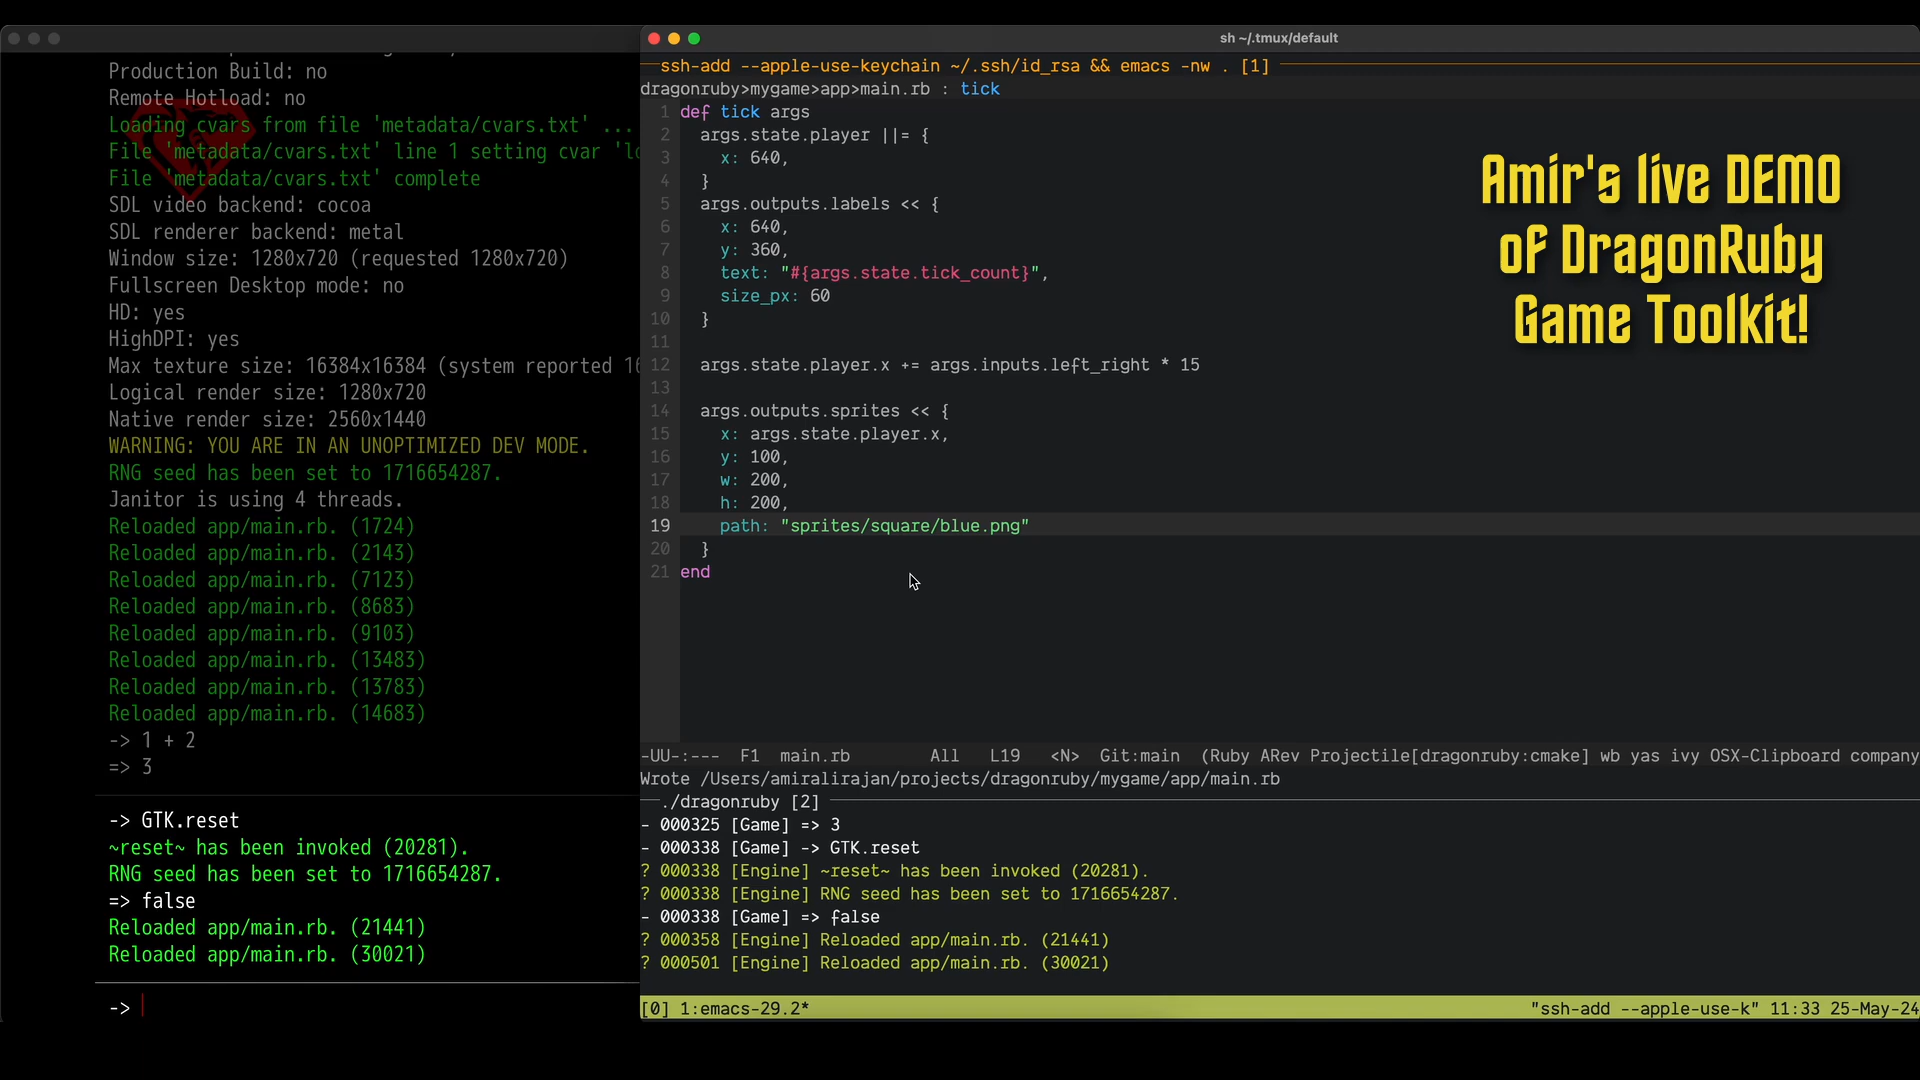 Production Build: no
Remote Hotload: no
Loading cvars from file 'metadata/cvars.txt' ...
File 'metadata/cvars.txt' line 1 setting cvar 'lo
File 'metadata/cvars.txt' complete
SDL video backend: cocoa
SDL renderer backend: metal
Window size: 1280x720 (requested 1280x720)
Fullscreen Desktop mode: no
HD: yes
HighDPI: yes
Max texture size: 16384x16384 (system reported 16
Logical render size: 1280x720
Native render size: 2560x1440
WARNING: YOU ARE IN AN UNOPTIMIZED DEV MODE.
RNG seed has been set to 1716654287.
Janitor is using 4 threads.
Reloaded app/main.rb. (1724)
Reloaded app/main.rb. (2143)
Reloaded app/main.rb. (7123)
Reloaded app/main.rb. (8683)
Reloaded app/main.rb. (9103)
Reloaded app/main.rb. (13483)
Reloaded app/main.rb. (13783)
Reloaded app/main.rb. (14683)
-> 1 + 2
=> 3
-> GTK.reset
~reset~ has been invoked (20281).
RNG seed has been set to 1716654287.
=> false
Reloaded app/main.rb. (21441)
Reloaded app/main.rb. (30021)
->
sh ~/.tmux/default
ssh-add --apple-use-keychain ~/.ssh/id_rsa && emacs -nw . [1]
dragonruby>mygame>app>main.rb : tick
1 def tick args
2   args.state.player ||= {
3     x: 640,
4   }
5   args.outputs.labels << {
6     x: 640,
7     y: 360,
8     text: "#{args.state.tick_count}",
9     size_px: 60
10   }
11
12   args.state.player.x += args.inputs.left_right * 15
13
14   args.outputs.sprites << {
15     x: args.state.player.x,
16     y: 100,
17     w: 200,
18     h: 200,
19     path: "sprites/square/blue.png"
20   }
21 end
Amir's live DEMO
of DragonRuby
Game Toolkit!
-UU-:---  F1  main.rb        All   L19   <N>  Git:main  (Ruby ARev Projectile[dragonruby:cmake] wb yas ivy OSX-Clipboard company
Wrote /Users/amiralirajan/projects/dragonruby/mygame/app/main.rb
./dragonruby [2]
- 000325 [Game] => 3
- 000338 [Game] -> GTK.reset
? 000338 [Engine] ~reset~ has been invoked (20281).
? 000338 [Engine] RNG seed has been set to 1716654287.
- 000338 [Game] => false
? 000358 [Engine] Reloaded app/main.rb. (21441)
? 000501 [Engine] Reloaded app/main.rb. (30021)
[0] 1:emacs-29.2* "ssh-add --apple-use-k" 11:33 25-May-24